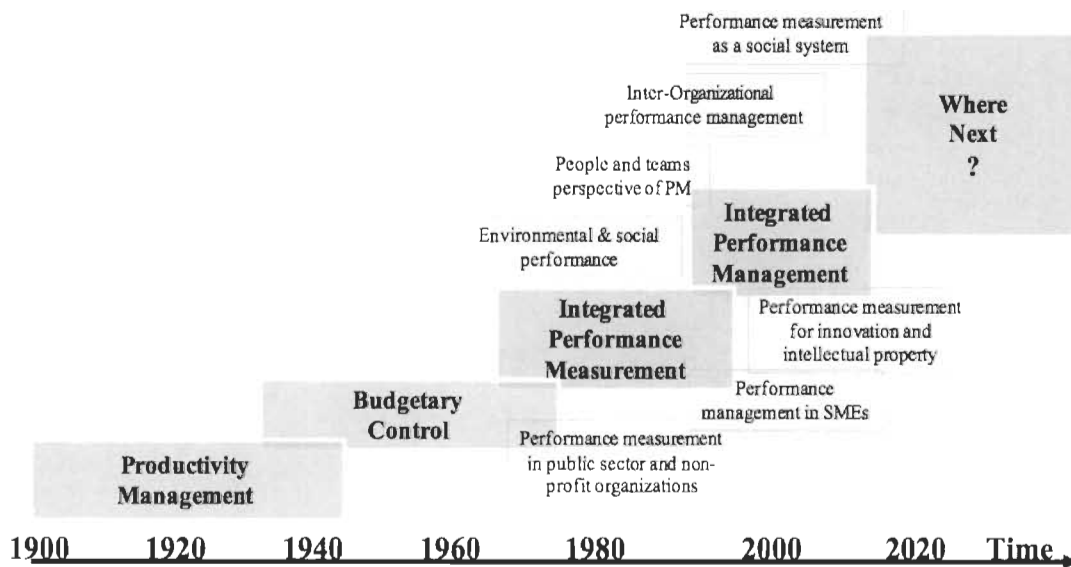 Performance measurement
as a social system
Inter-Organizational
performance management
Where
Next
?
People and teams
perspective of PM
Integrated
Performance
Management
Environmental & social
performance
Integrated
Performance
Measurement
Performance measurement
for innovation and
intellectual property
Budgetary
Control
Performance
management in SMEs
Performance measurement
in public sector and non-
profit organizations
Productivity
Management
1900 1920 1940 1960 1980 2000 2020 Time